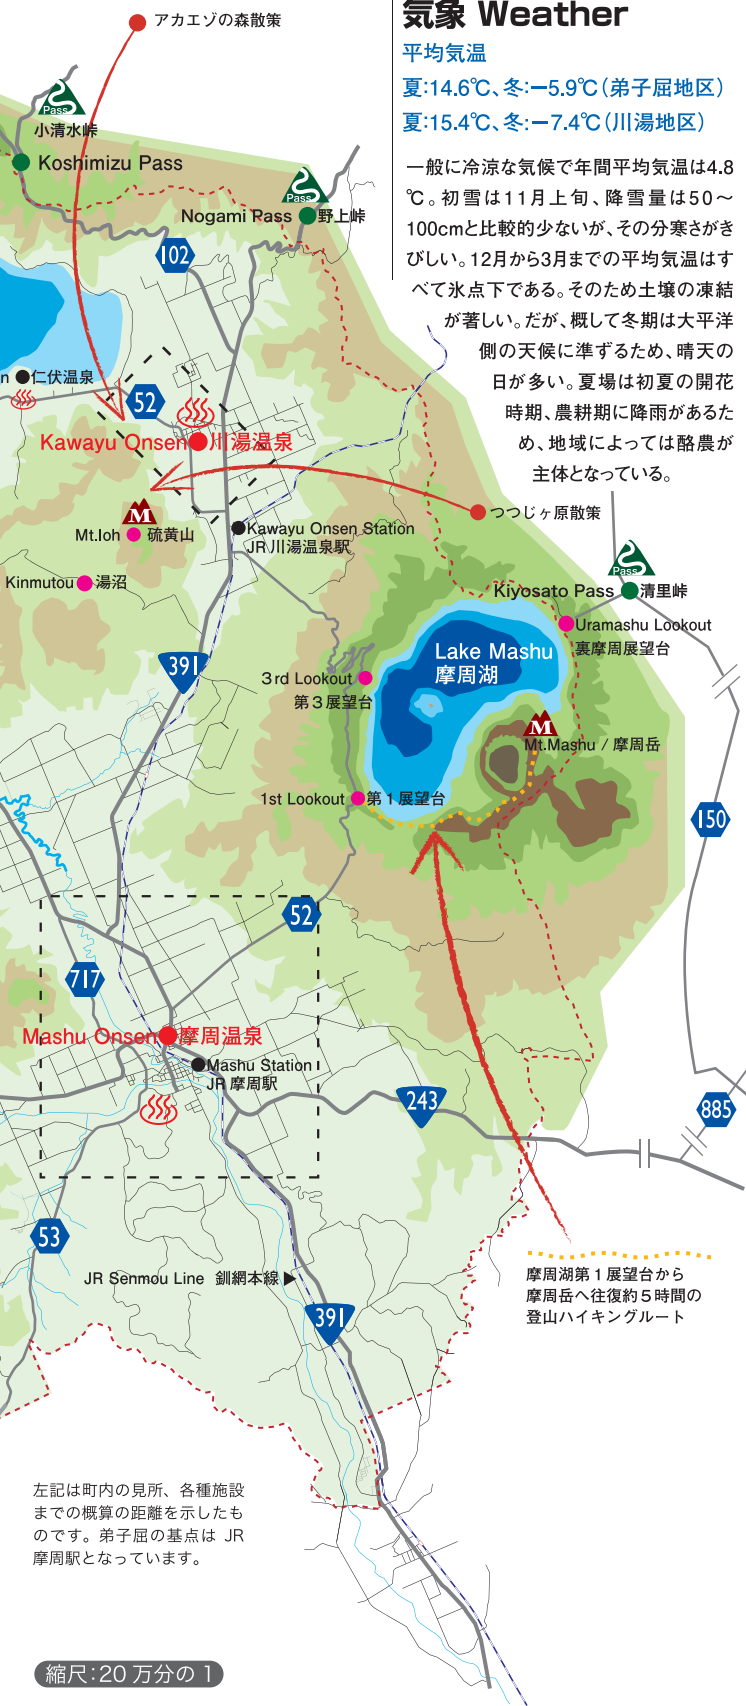 アカエゾの森散策
気象 Weather
平均気温
夏:14.6℃、冬:−5.9℃(弟子屈地区)
夏:15.4℃、冬:−7.4℃(川湯地区)
一般に冷涼な気候で年間平均気温は4.8
℃。初雪は11月上旬、降雪量は50〜
100cmと比較的少ないが、その分寒さがき
びしい。12月から3月までの平均気温はす
べて氷点下である。そのため土壌の凍結
が著しい。だが、概して冬期は太平洋
側の天候に準ずるため、晴天の
日が多い。夏場は初夏の開花
時期、農耕期に降雨があるた
め、地域によっては酪農が
主体となっている。
Pass
小清水峠
Koshimizu Pass
Pass
Nogami Pass 野上峠
102
n 仁伏温泉
52
Kawayu Onsen 川湯温泉
M
Mt.Ioh 硫黄山
つつじヶ原散策
Kawayu Onsen Station
JR 川湯温泉駅
Kinmutou 湯沼
Pass
Kiyosato Pass 清里峠
Uramashu Lookout
裏摩周展望台
391
Lake Mashu
摩周湖
3rd Lookout
第3展望台
M
Mt.Mashu / 摩周岳
1st Lookout 第1展望台
150
52
717
Mashu Onsen 摩周温泉
Mashu Station
JR 摩周駅
243
885
53
JR Senmou Line 釧網本線▶
391
摩周湖第1展望台から
摩周岳へ往復約5時間の
登山ハイキングルート
左記は町内の見所、各種施設
までの概算の距離を示したも
のです。弟子屈の基点は JR
摩周駅となっています。
縮尺:20万分の1